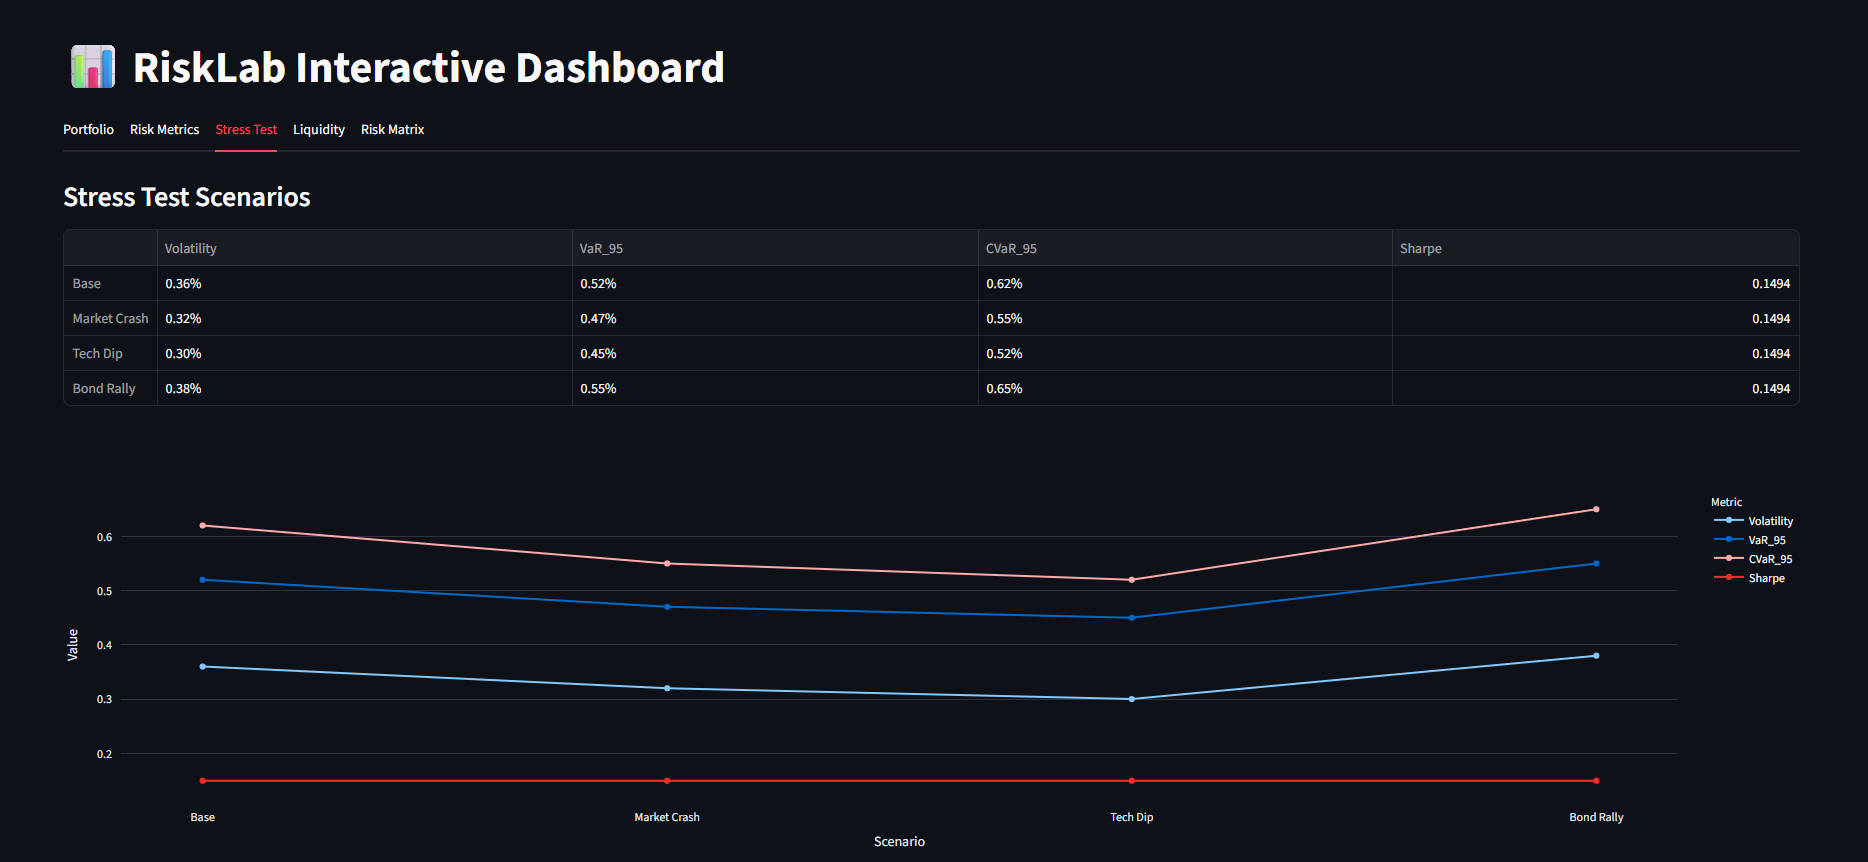 RiskLab Interactive Dashboard
Portfolio Risk Metrics Stress Test Liquidity Risk Matrix
Stress Test Scenarios
Volatility VaR_95 CVaR_95 Sharpe
Base 0.36% 0.52% 0.62% 0.1494
Market Crash 0.32% 0.47% 0.55% 0.1494
Tech Dip 0.30% 0.45% 0.52% 0.1494
Bond Rally 0.38% 0.55% 0.65% 0.1494
Metric
Volatility
VaR_95
CVaR_95
Sharpe
0.6
0.5
0.4
0.3
0.2
Value
Base Market Crash Tech Dip Bond Rally
Scenario